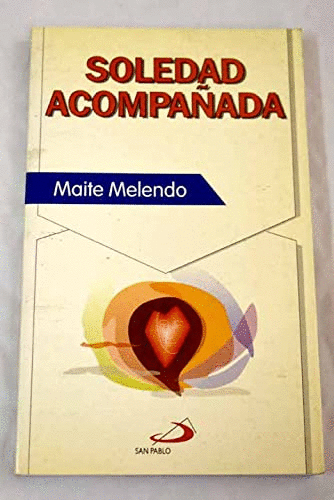 SOLEDAD
ACOMPAÑADA
Maite Melendo
SAN PABLO